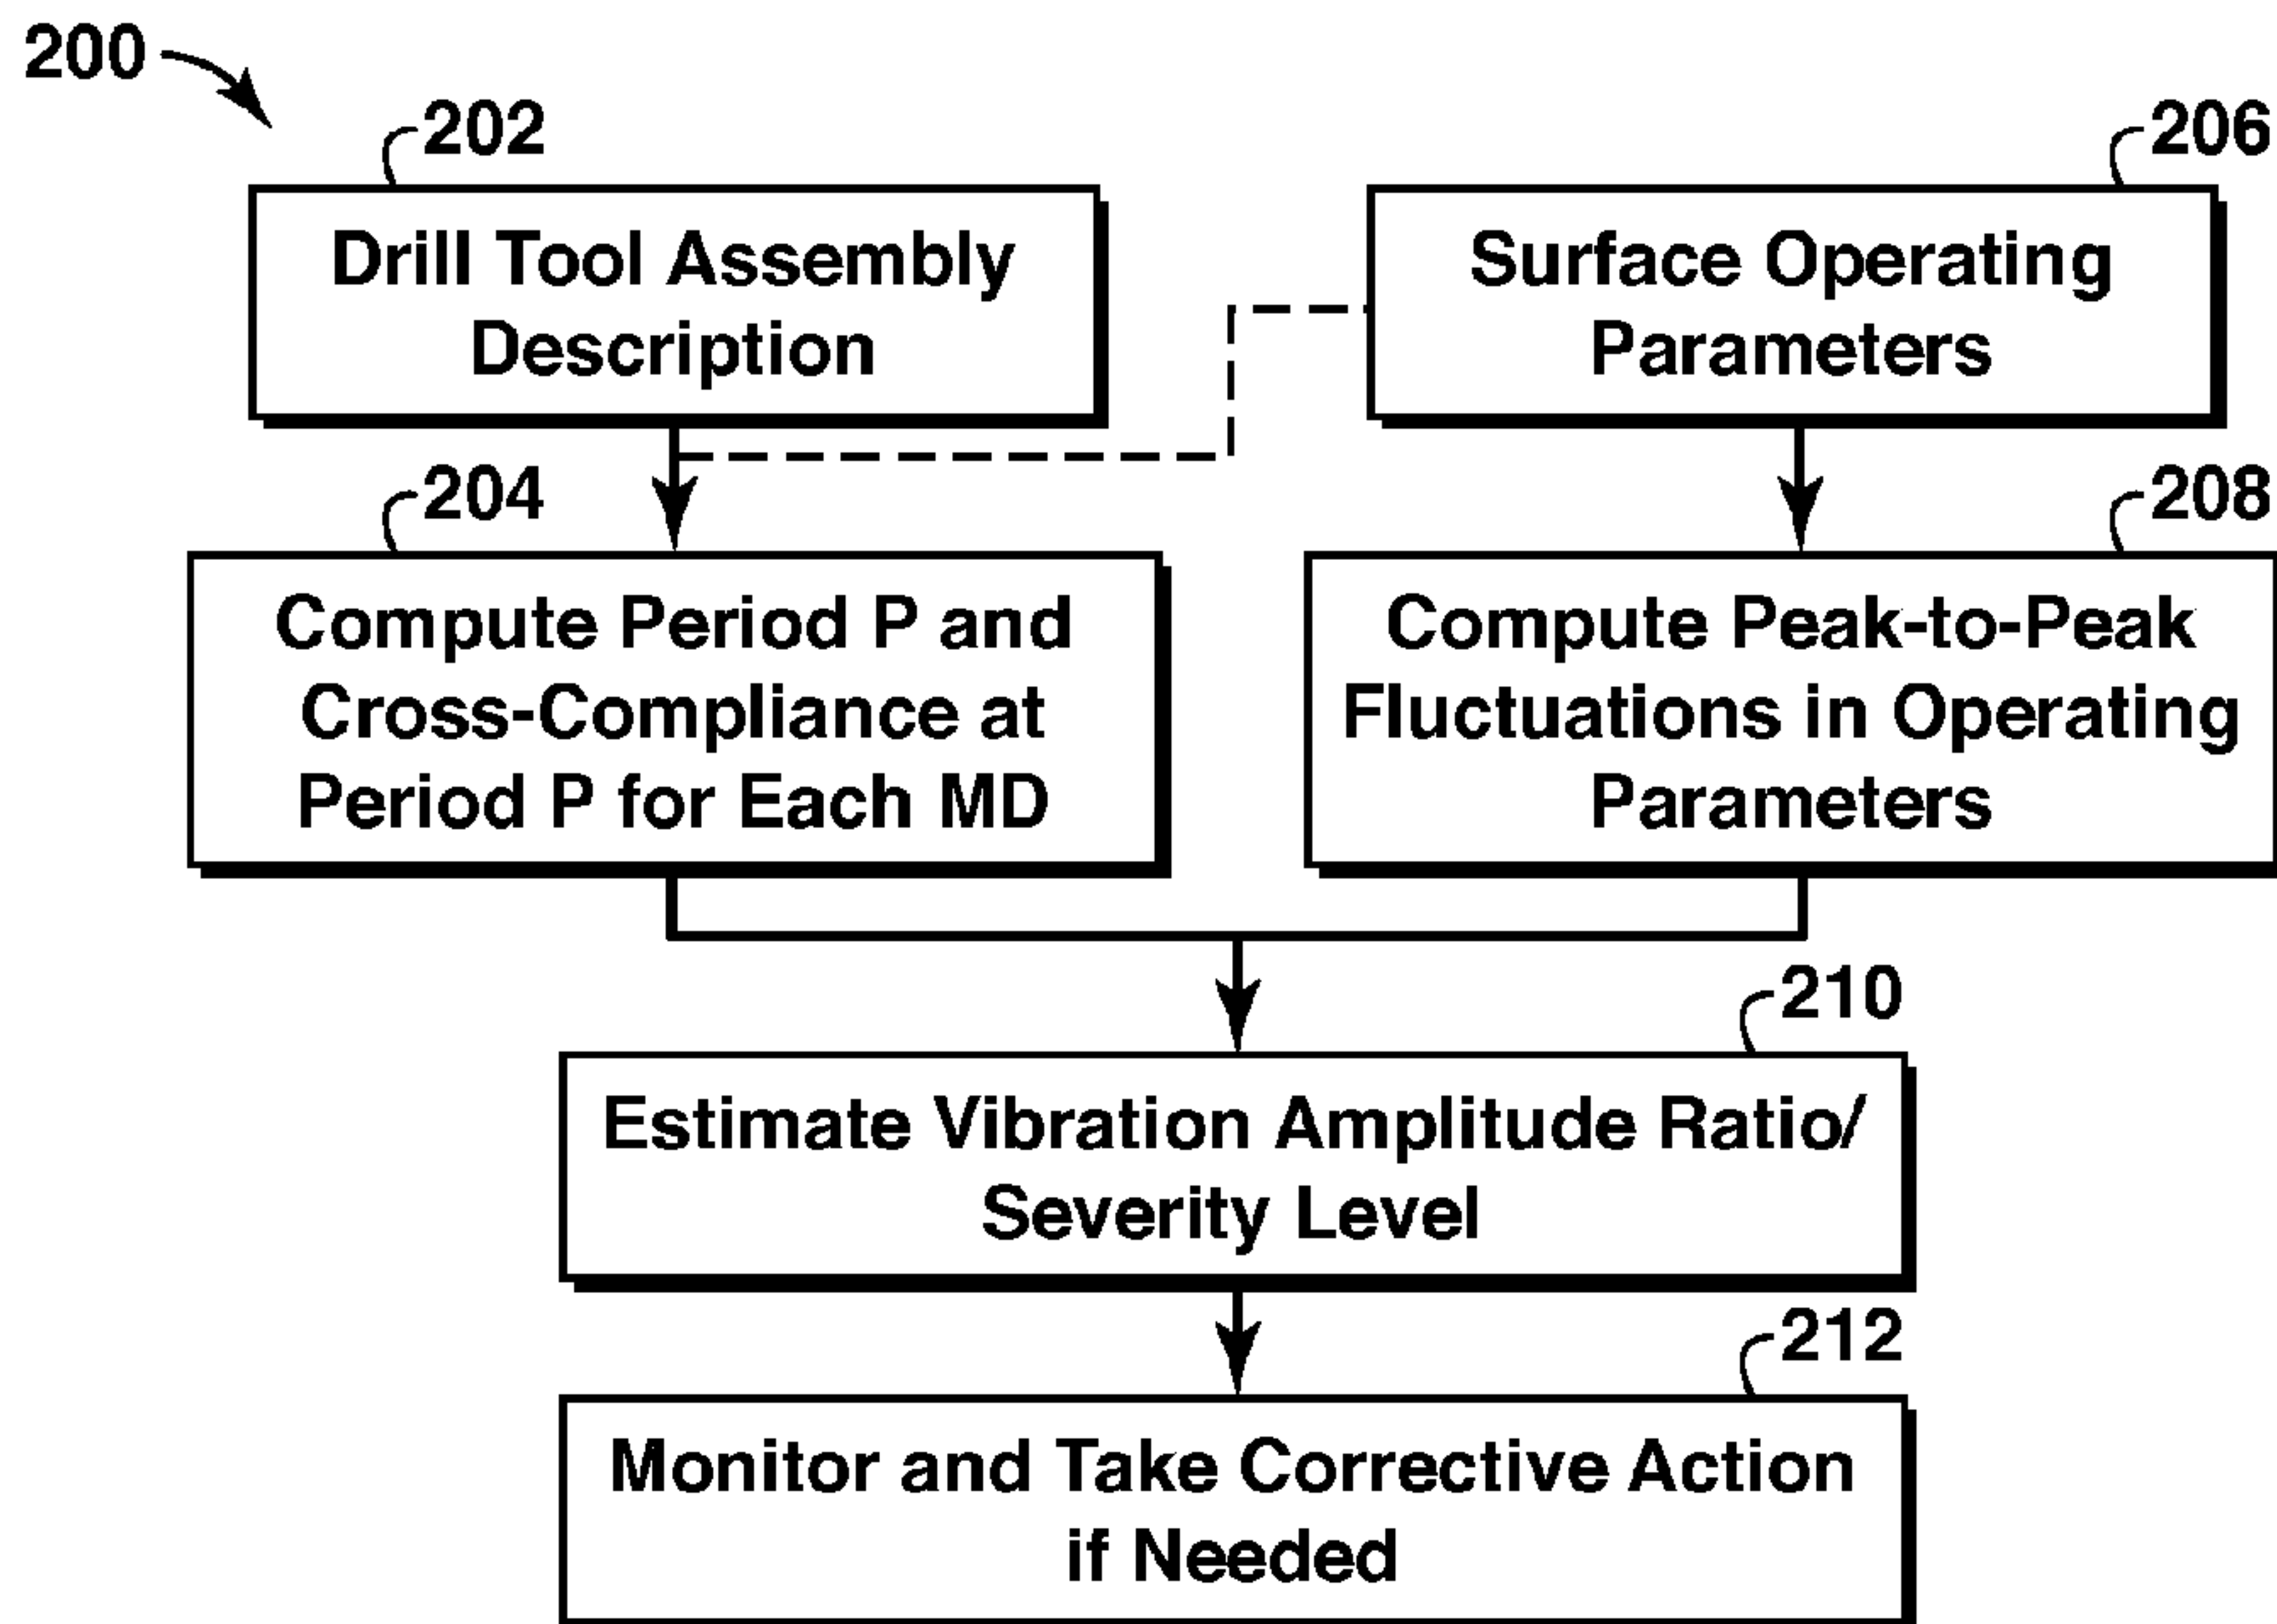 200
202
Drill Tool Assembly
Description
206
Surface Operating
Parameters
204
Compute Period P and
Cross-Compliance at
Period P for Each MD
208
Compute Peak-to-Peak
Fluctuations in Operating
Parameters
210
Estimate Vibration Amplitude Ratio/
Severity Level
212
Monitor and Take Corrective Action
if Needed